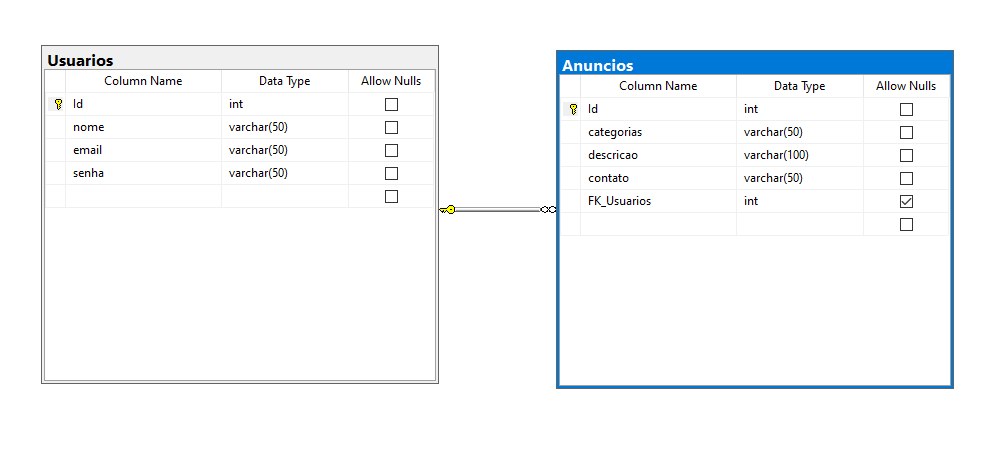 Usuarios
Column Name Data Type Allow Nulls
Id int
nome varchar(50)
email varchar(50)
senha varchar(50)
Anuncios
Column Name Data Type Allow Nulls
Id int
categorias varchar(50)
descricao varchar(100)
contato varchar(50)
FK_Usuarios int